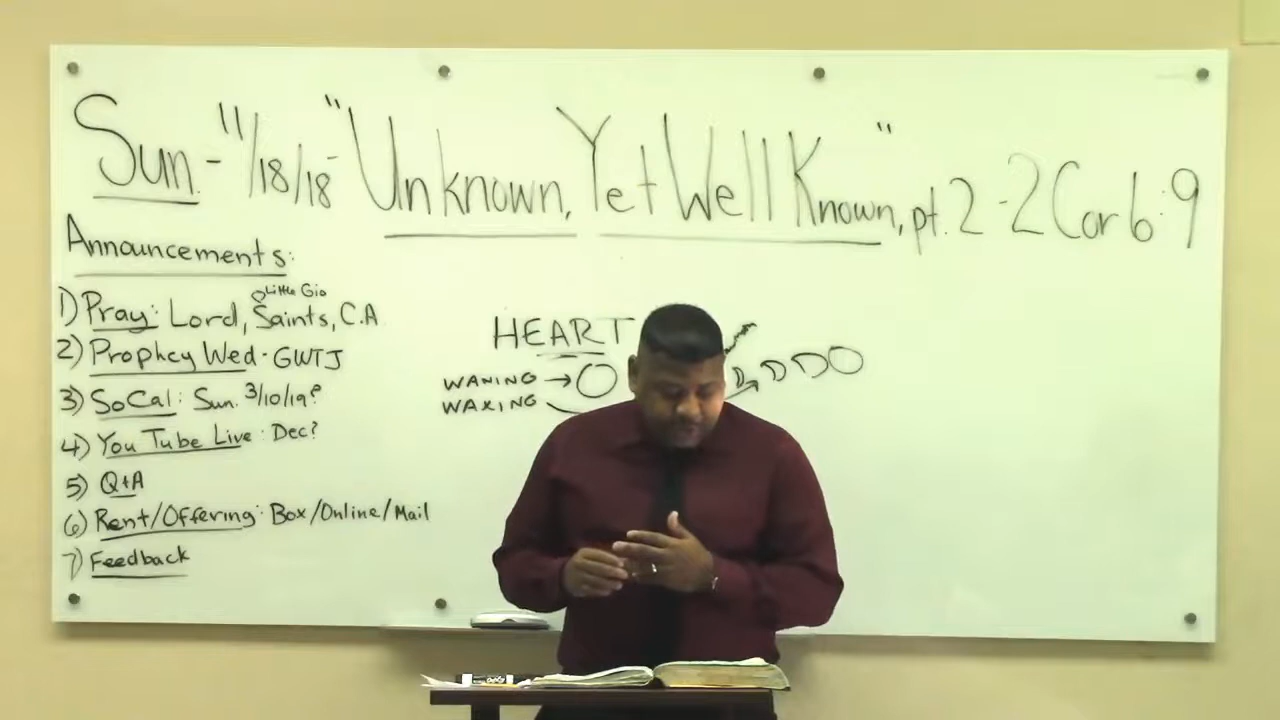 Sun. - 11/18/18 - "Unknown, Yet Well Known", pt. 2 - 2 Cor 6:9
Announcements:
Little Gio
1) Pray: Lord, Saints, C.A
2) Prophcy Wed - GWTJ
3) SoCal: Sun. 3/10/19?
4) You Tube Live: Dec?
5) Q+A
6) Rent/Offering: Box/Online/Mail
7) Feedback
HEART
WANING → O
WAXING
D D D O